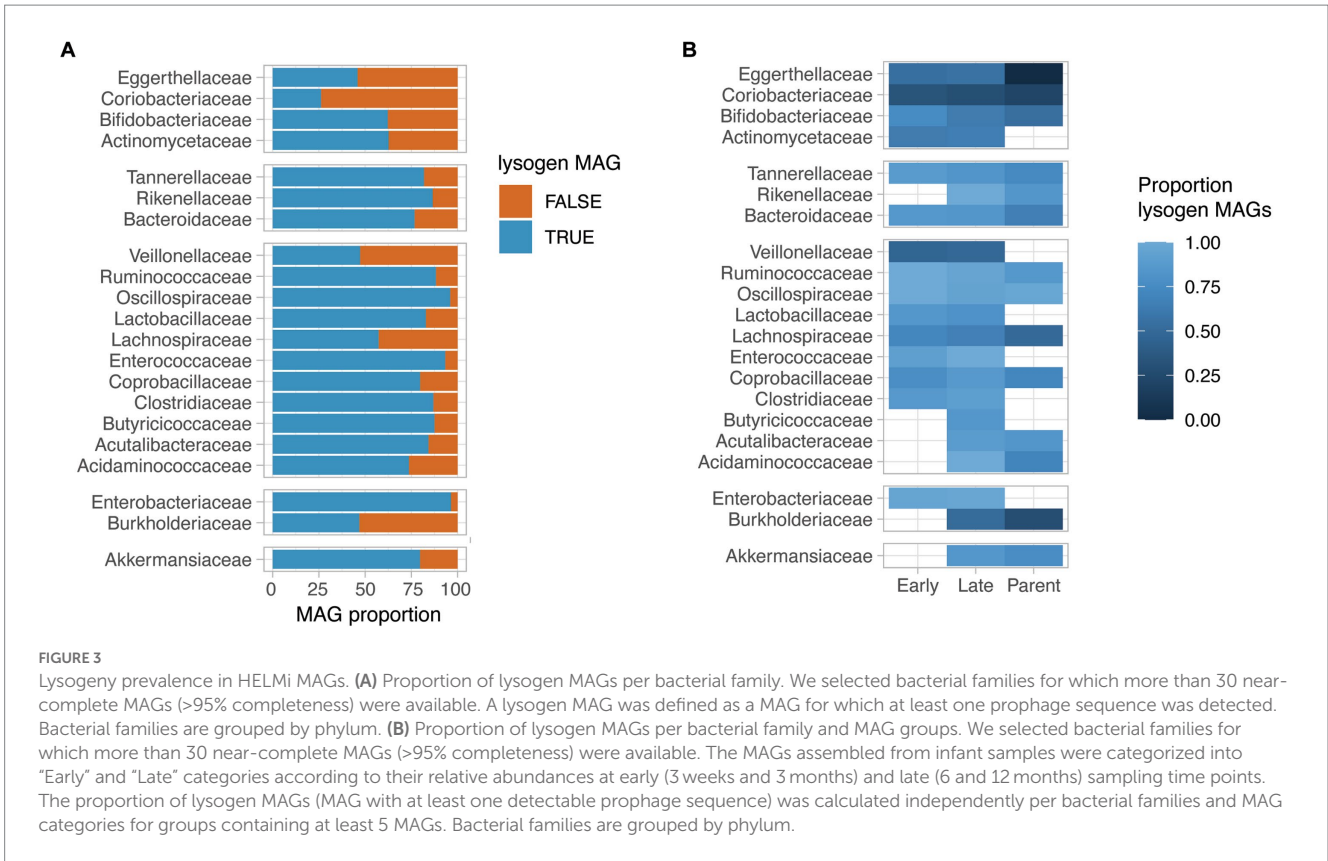 A
Eggerthellaceae
Coriobacteriaceae
Bifidobacteriaceae
Actinomycetaceae
Tannerellaceae
Rikenellaceae
Bacteroidaceae
Veillonellaceae
Ruminococcaceae
Oscillospiraceae
Lactobacillaceae
Lachnospiraceae
Enterococcaceae
Coprobacillaceae
Clostridiaceae
Butyricicoccaceae
Acutalibacteraceae
Acidaminococcaceae
Enterobacteriaceae
Burkholderiaceae
Akkermansiaceae
0 25 50 75 100
MAG proportion
lysogen MAG
FALSE
TRUE
B
Eggerthellaceae
Coriobacteriaceae
Bifidobacteriaceae
Actinomycetaceae
Tannerellaceae
Rikenellaceae
Bacteroidaceae
Veillonellaceae
Ruminococcaceae
Oscillospiraceae
Lactobacillaceae
Lachnospiraceae
Enterococcaceae
Coprobacillaceae
Clostridiaceae
Butyricicoccaceae
Acutalibacteraceae
Acidaminococcaceae
Enterobacteriaceae
Burkholderiaceae
Akkermansiaceae
Early Late Parent
Proportion
lysogen MAGs
1.00
0.75
0.50
0.25
0.00
FIGURE 3
Lysogeny prevalence in HELMi MAGs. (A) Proportion of lysogen MAGs per bacterial family. We selected bacterial families for which more than 30 near-
complete MAGs (>95% completeness) were available. A lysogen MAG was defined as a MAG for which at least one prophage sequence was detected.
Bacterial families are grouped by phylum. (B) Proportion of lysogen MAGs per bacterial family and MAG groups. We selected bacterial families for
which more than 30 near-complete MAGs (>95% completeness) were available. The MAGs assembled from infant samples were categorized into
“Early” and “Late” categories according to their relative abundances at early (3 weeks and 3 months) and late (6 and 12 months) sampling time points.
The proportion of lysogen MAGs (MAG with at least one detectable prophage sequence) was calculated independently per bacterial families and MAG
categories for groups containing at least 5 MAGs. Bacterial families are grouped by phylum.